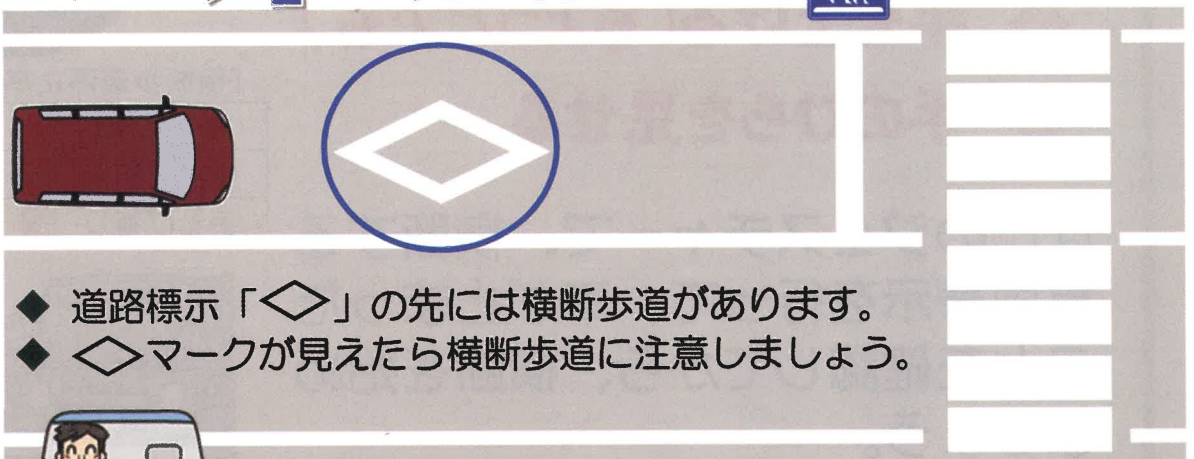 ◆ 道路標示「◇」の先には横断歩道があります。
◆ ◇マークが見えたら横断歩道に注意しましょう。